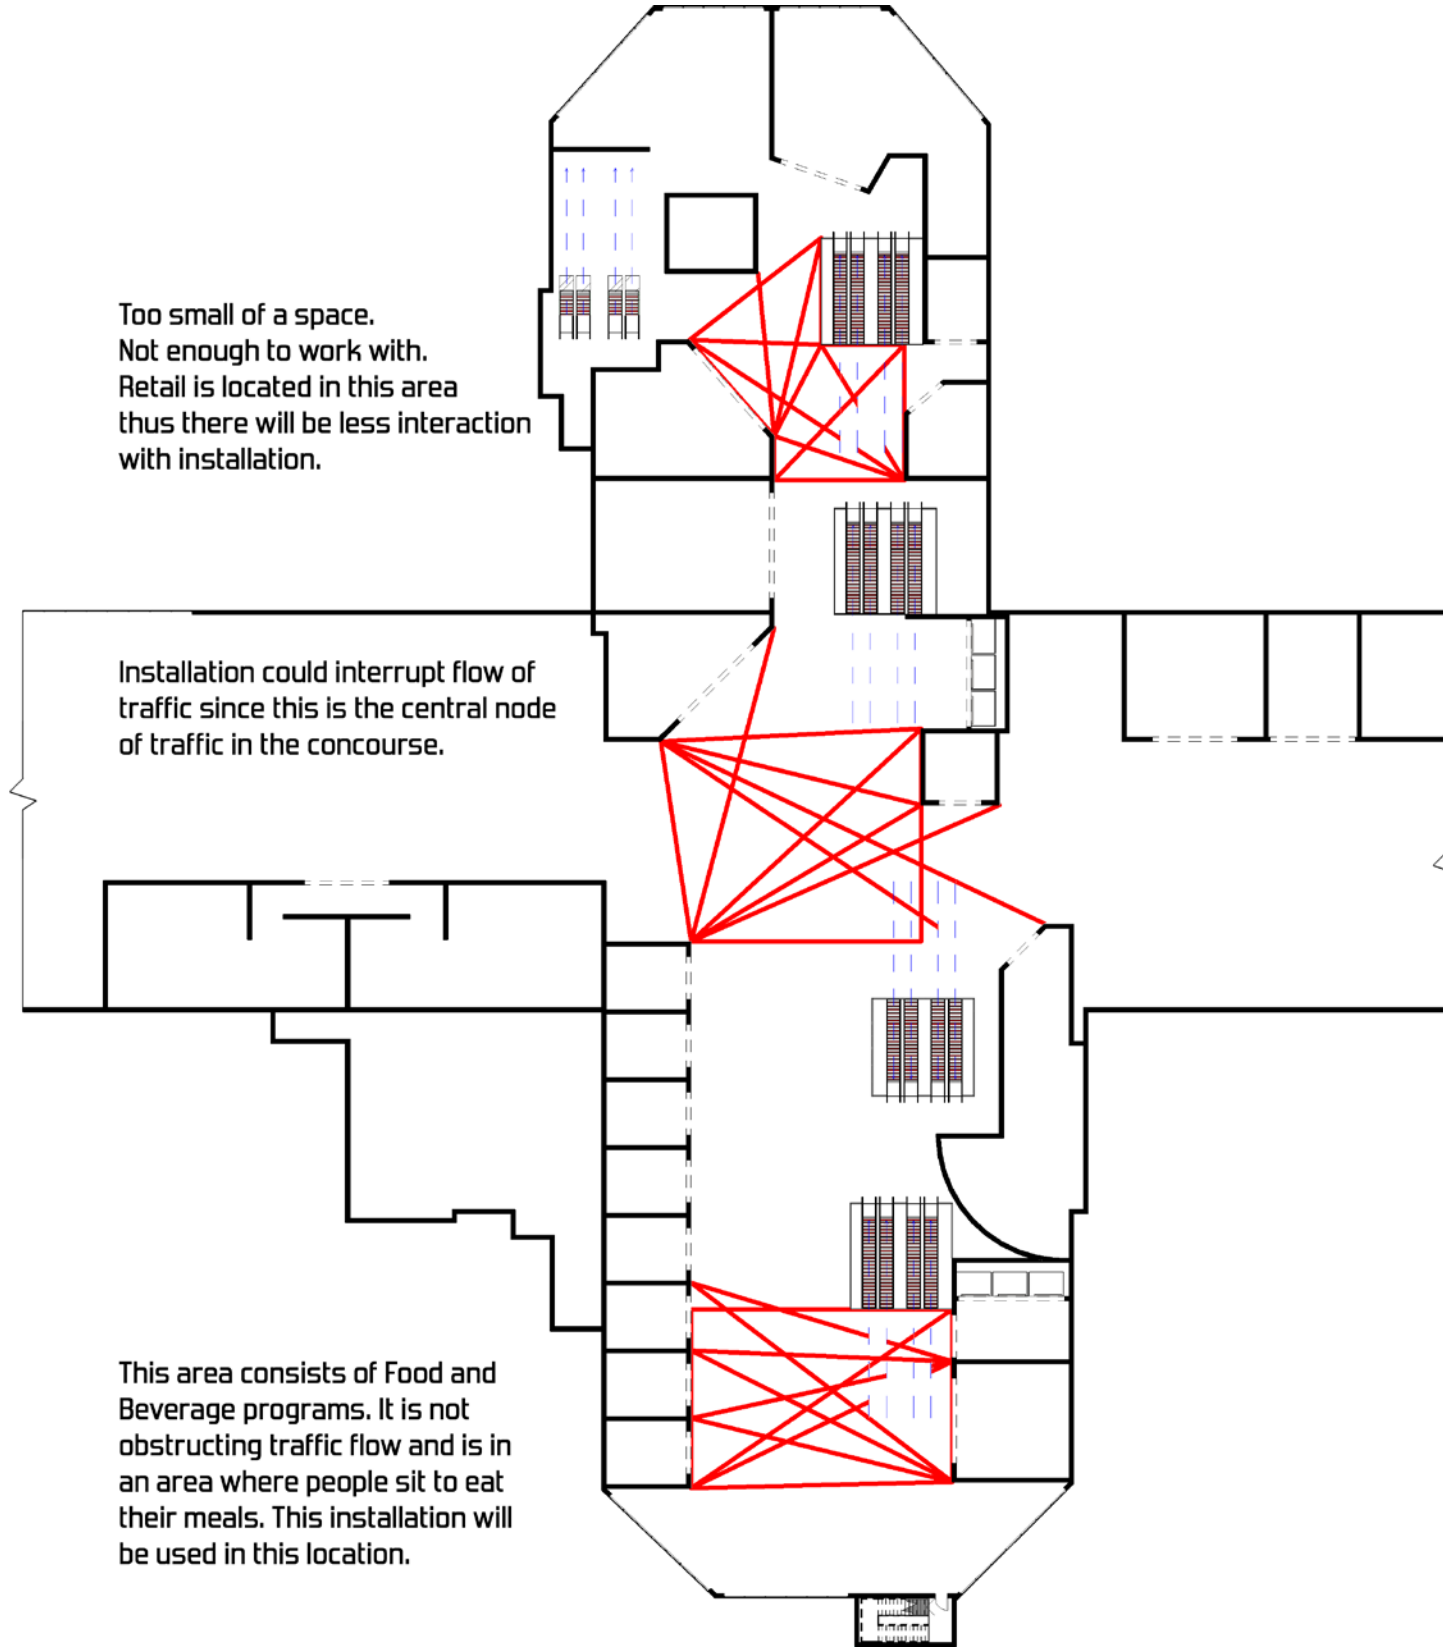 Too small of a space.
Not enough to work with.
Retail is located in this area
thus there will be less interaction
with installation.
Installation could interrupt flow of
traffic since this is the central node
of traffic in the concourse.
This area consists of Food and
Beverage programs. It is not
obstructing traffic flow and is in
an area where people sit to eat
their meals. This installation will
be used in this location.